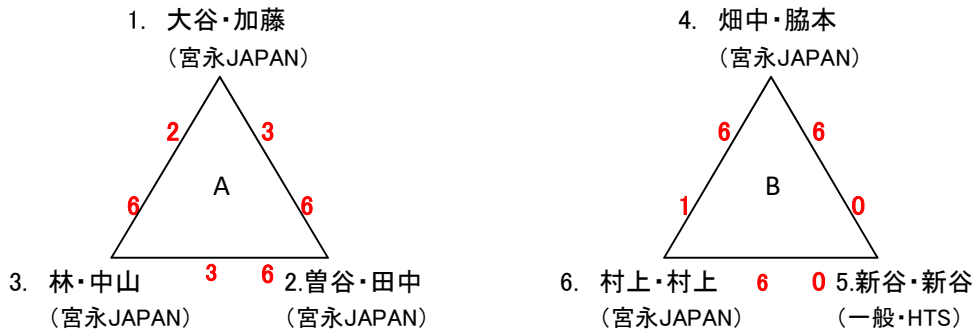 1. 大谷・加藤 4. 畑中・脇本
（宮永JAPAN） （宮永JAPAN）
2 3 6 6
A B
6 6 1 0
3 6 6 0
3. 林・中山 2.曽谷・田中 6. 村上・村上 5.新谷・新谷
（宮永JAPAN） （宮永JAPAN） （宮永JAPAN） （一般・HTS）